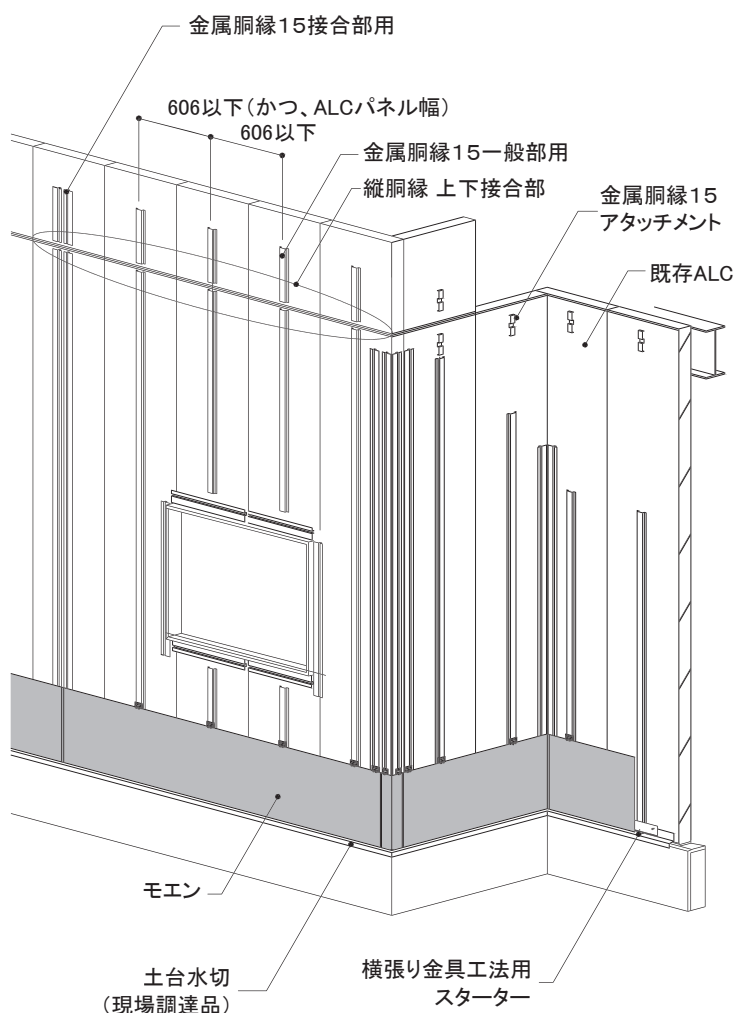 金属胴縁15接合部用
606以下(かつ、ALCパネル幅)
606以下
金属胴縁15一般部用
縦胴縁 上下接合部
金属胴縁15
アタッチメント
既存ALC
モエン
土台水切
(現場調達品)
横張り金具工法用
スターター